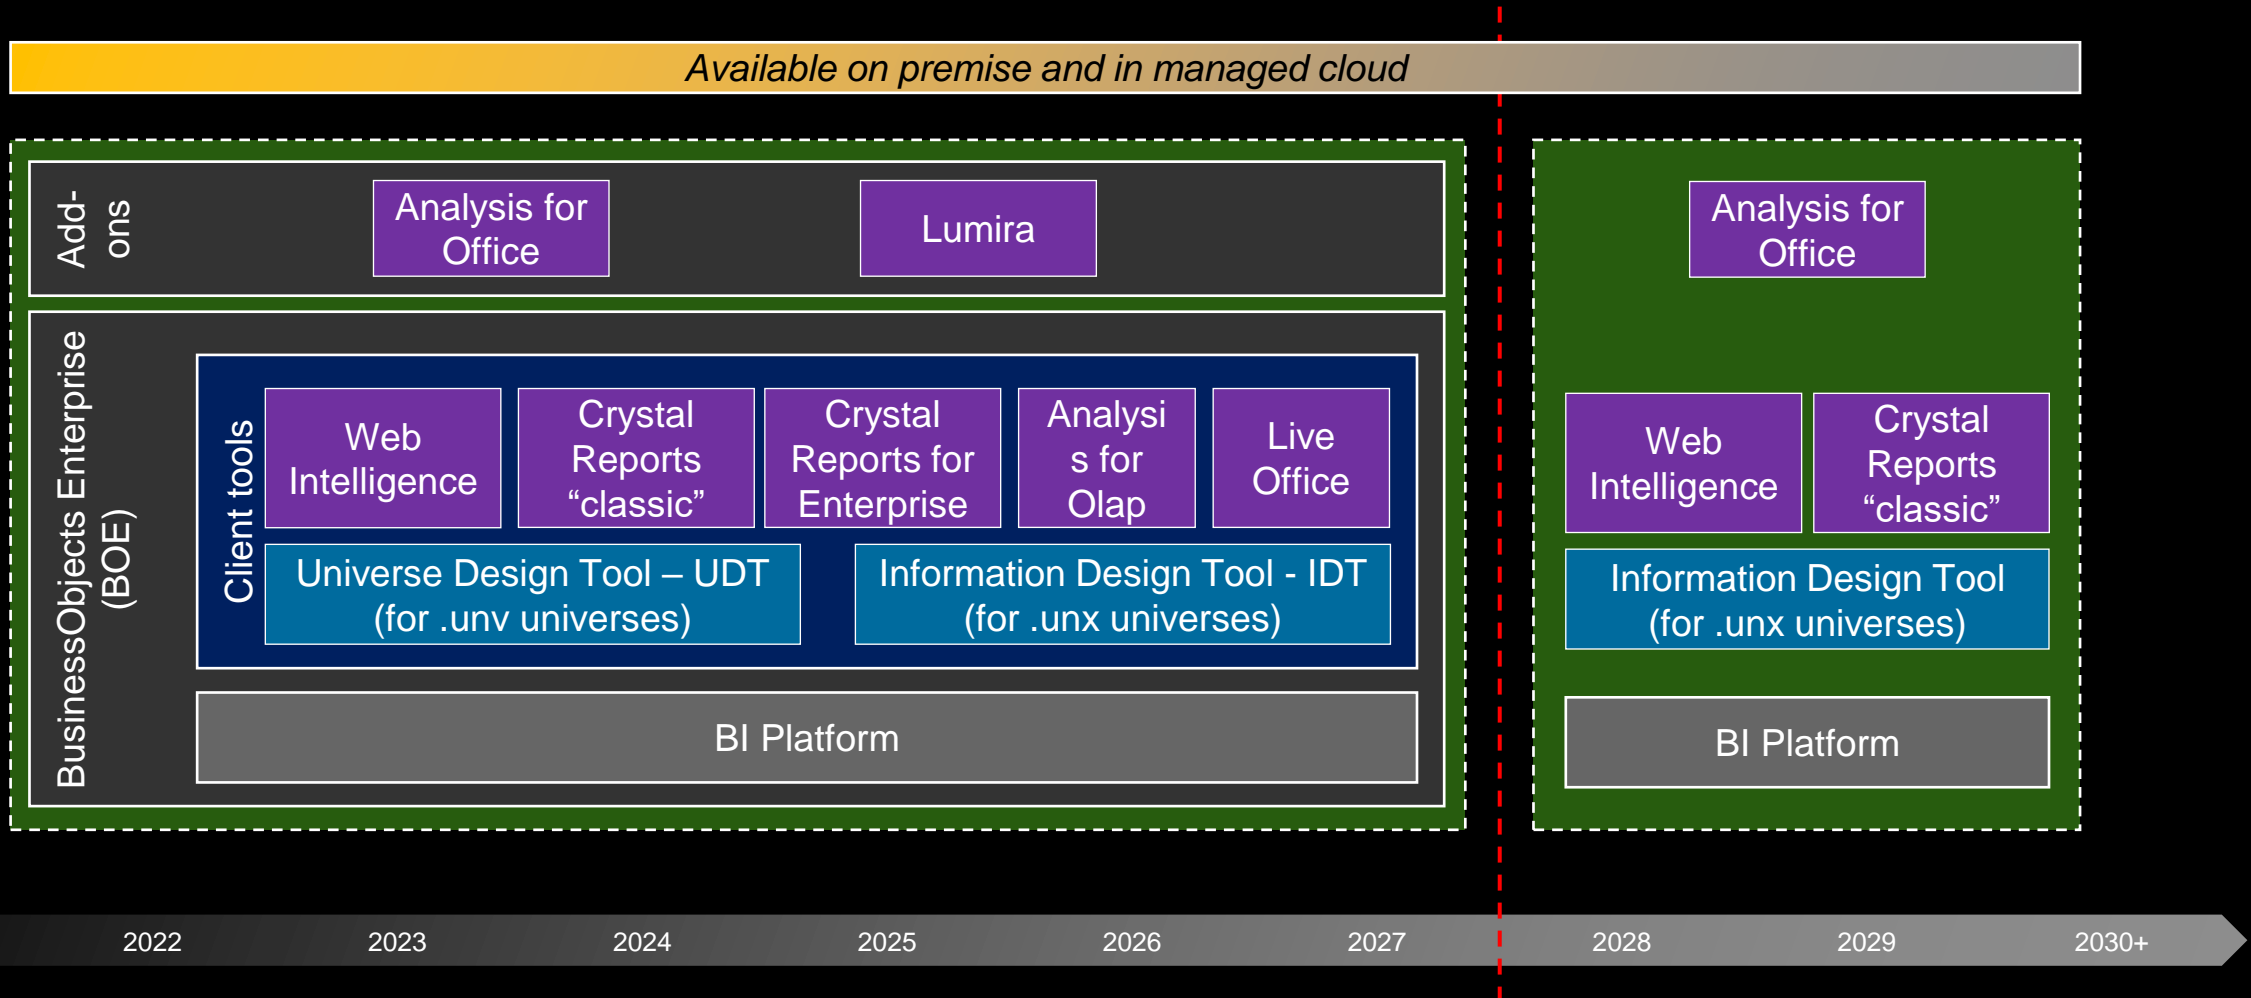 Available on premise and in managed cloud
Add-
ons
Analysis for
Office
Lumira
BusinessObjects Enterprise
(BOE)
Client tools
Web
Intelligence
Crystal
Reports
“classic”
Crystal
Reports for
Enterprise
Analysi
s for
Olap
Live
Office
Universe Design Tool – UDT
(for .unv universes)
Information Design Tool - IDT
(for .unx universes)
BI Platform
Analysis for
Office
Web
Intelligence
Crystal
Reports
“classic”
Information Design Tool
(for .unx universes)
BI Platform
2022 2023 2024 2025 2026 2027 2028 2029 2030+